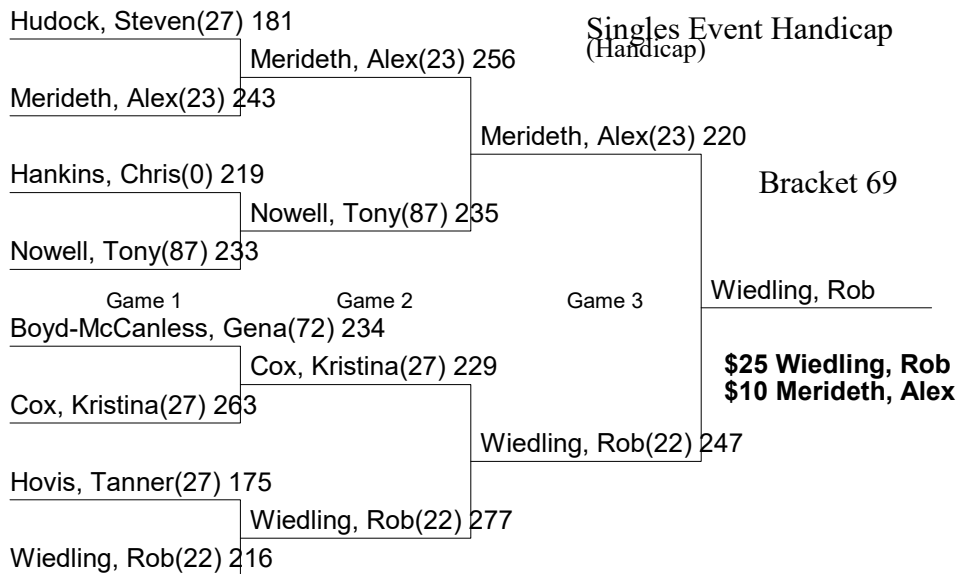 Hudock, Steven(27) 181
Singles Event Handicap
(Handicap)
Merideth, Alex(23) 256
Merideth, Alex(23) 243
Merideth, Alex(23) 220
Hankins, Chris(0) 219
Bracket 69
Nowell, Tony(87) 235
Nowell, Tony(87) 233
Game 1
Game 2
Game 3
Wiedling, Rob
Boyd-McCanless, Gena(72) 234
Cox, Kristina(27) 229
$25 Wiedling, Rob
$10 Merideth, Alex
Cox, Kristina(27) 263
Wiedling, Rob(22) 247
Hovis, Tanner(27) 175
Wiedling, Rob(22) 277
Wiedling, Rob(22) 216